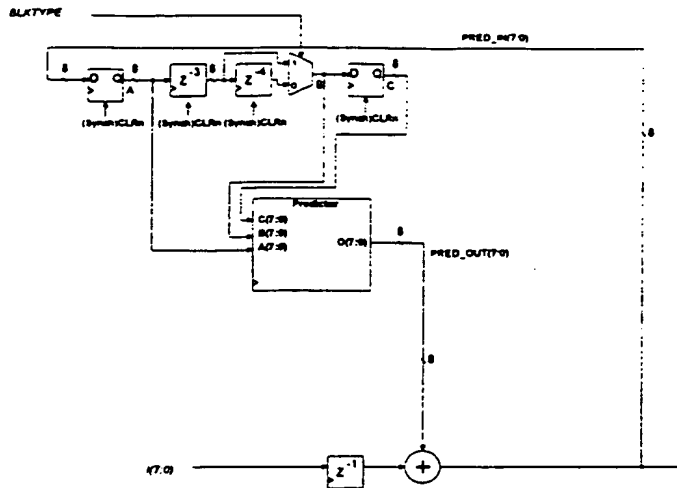 BLKTYPE
PRED_IN(7:0)
8 8 8 8
A Z⁻³ Z⁻⁴ 1 0 B C
(Synch)CLRn (Synch)CLRn (Synch)CLRn (Synch)CLRn
8
Predictor
C(7:0)
B(7:0)
A(7:0)
O(7:0)
8
PRED_OUT(7:0)
8
I(7:0)
Z⁻¹
+